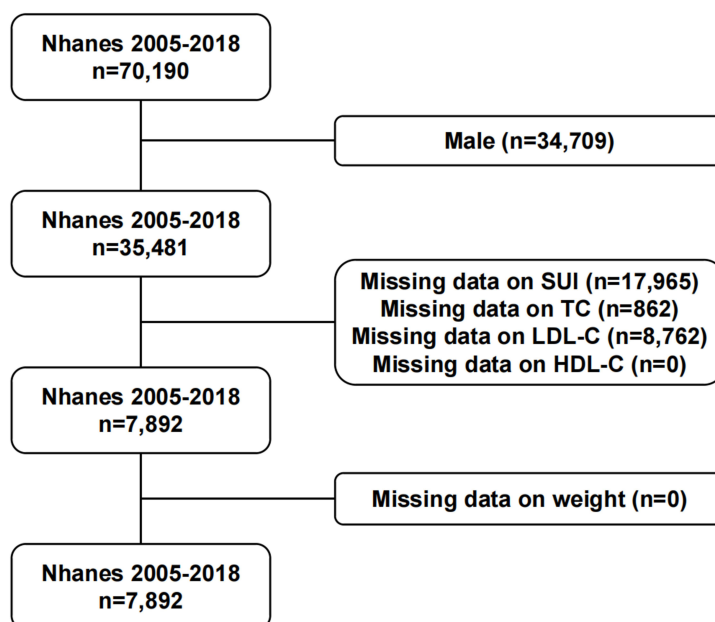 Nhanes 2005-2018
n=70,190
Male (n=34,709)
Nhanes 2005-2018
n=35,481
Missing data on SUI (n=17,965)
Missing data on TC (n=862)
Missing data on LDL-C (n=8,762)
Missing data on HDL-C (n=0)
Nhanes 2005-2018
n=7,892
Missing data on weight (n=0)
Nhanes 2005-2018
n=7,892